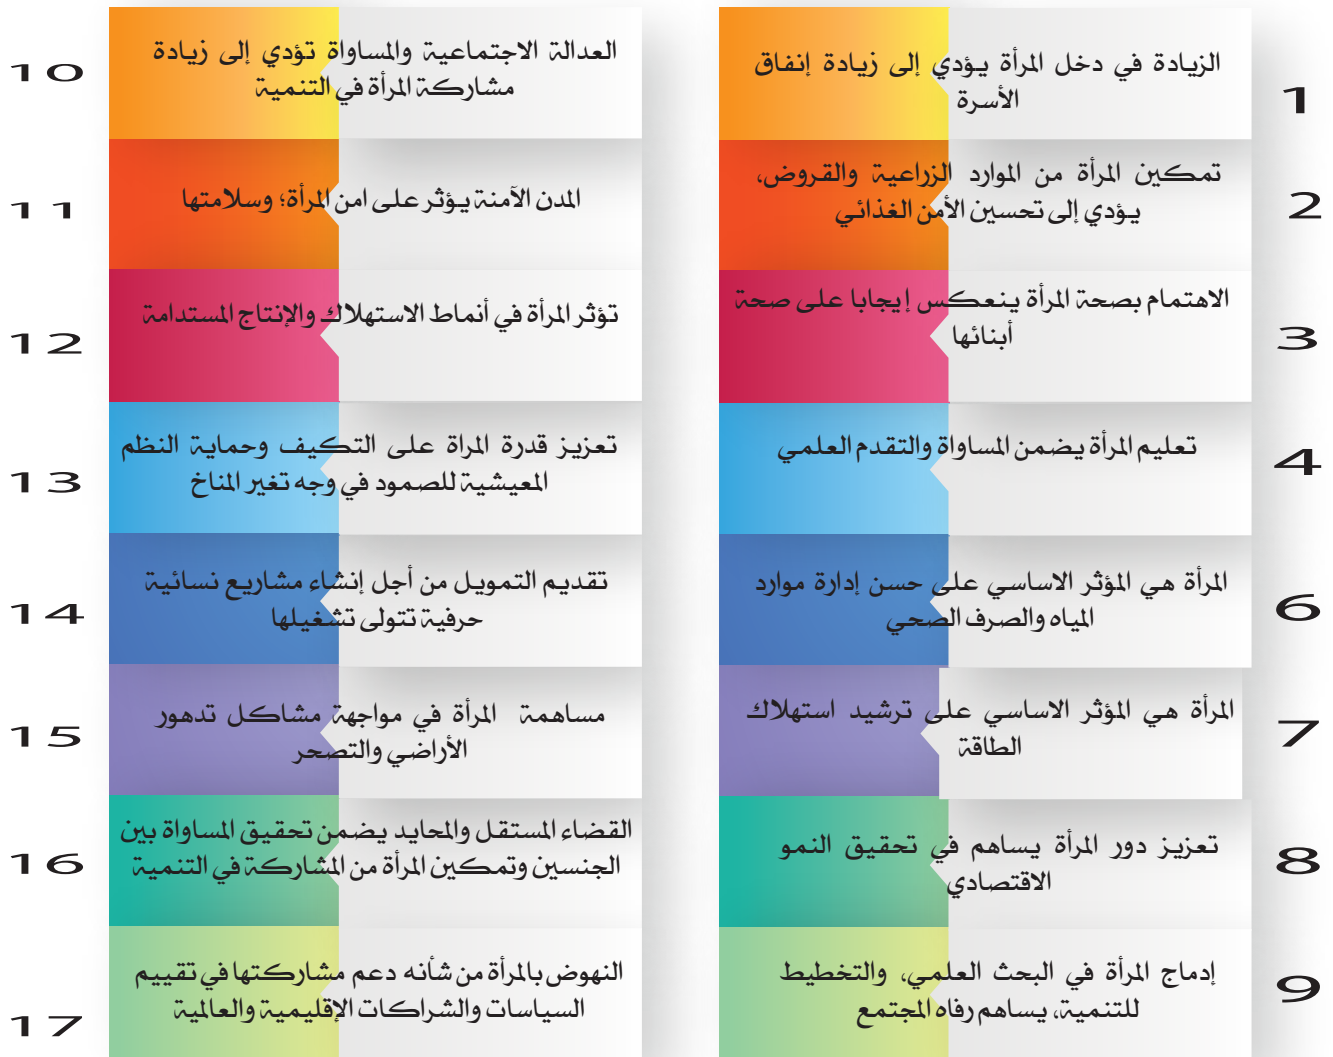 1
الزيادة في دخل المرأة يؤدي إلى زيادة إنفاق
الأسرة
2
تمكين المرأة من الموارد الزراعية والقروض،
يؤدي إلى تحسين الأمن الغذائي
3
الاهتمام بصحة المرأة ينعكس إيجابا على صحة
أبنائها
4
تعليم المرأة يضمن المساواة والتقدم العلمي
6
المرأة هي المؤثر الاساسي على حسن إدارة موارد
المياه والصرف الصحي
7
المرأة هي المؤثر الاساسي على ترشيد استهلاك
الطاقة
8
تعزيز دور المرأة يساهم في تحقيق النمو
الاقتصادي
9
إدماج المرأة في البحث العلمي، والتخطيط
للتنمية، يساهم رفاه المجتمع
10
العدالة الاجتماعية والمساواة تؤدي إلى زيادة
مشاركة المرأة في التنمية
11
المدن الآمنة يؤثر على امن المرأة؛ وسلامتها
12
تؤثر المرأة في أنماط الاستهلاك والإنتاج المستدامة
13
تعزيز قدرة المراة على التكيف وحماية النظم
المعيشية للصمود في وجه تغير المناخ
14
تقديم التمويل من أجل إنشاء مشاريع نسائية
حرفية تتولى تشغيلها
15
مساهمة المرأة في مواجهة مشاكل تدهور
الأراضي والتصحر
16
القضاء المستقل والمحايد يضمن تحقيق المساواة بين
الجنسين وتمكين المرأة من المشاركة في التنمية
17
النهوض بالمرأة من شأنه دعم مشاركتها في تقييم
السياسات والشراكات الإقليمية والعالمية